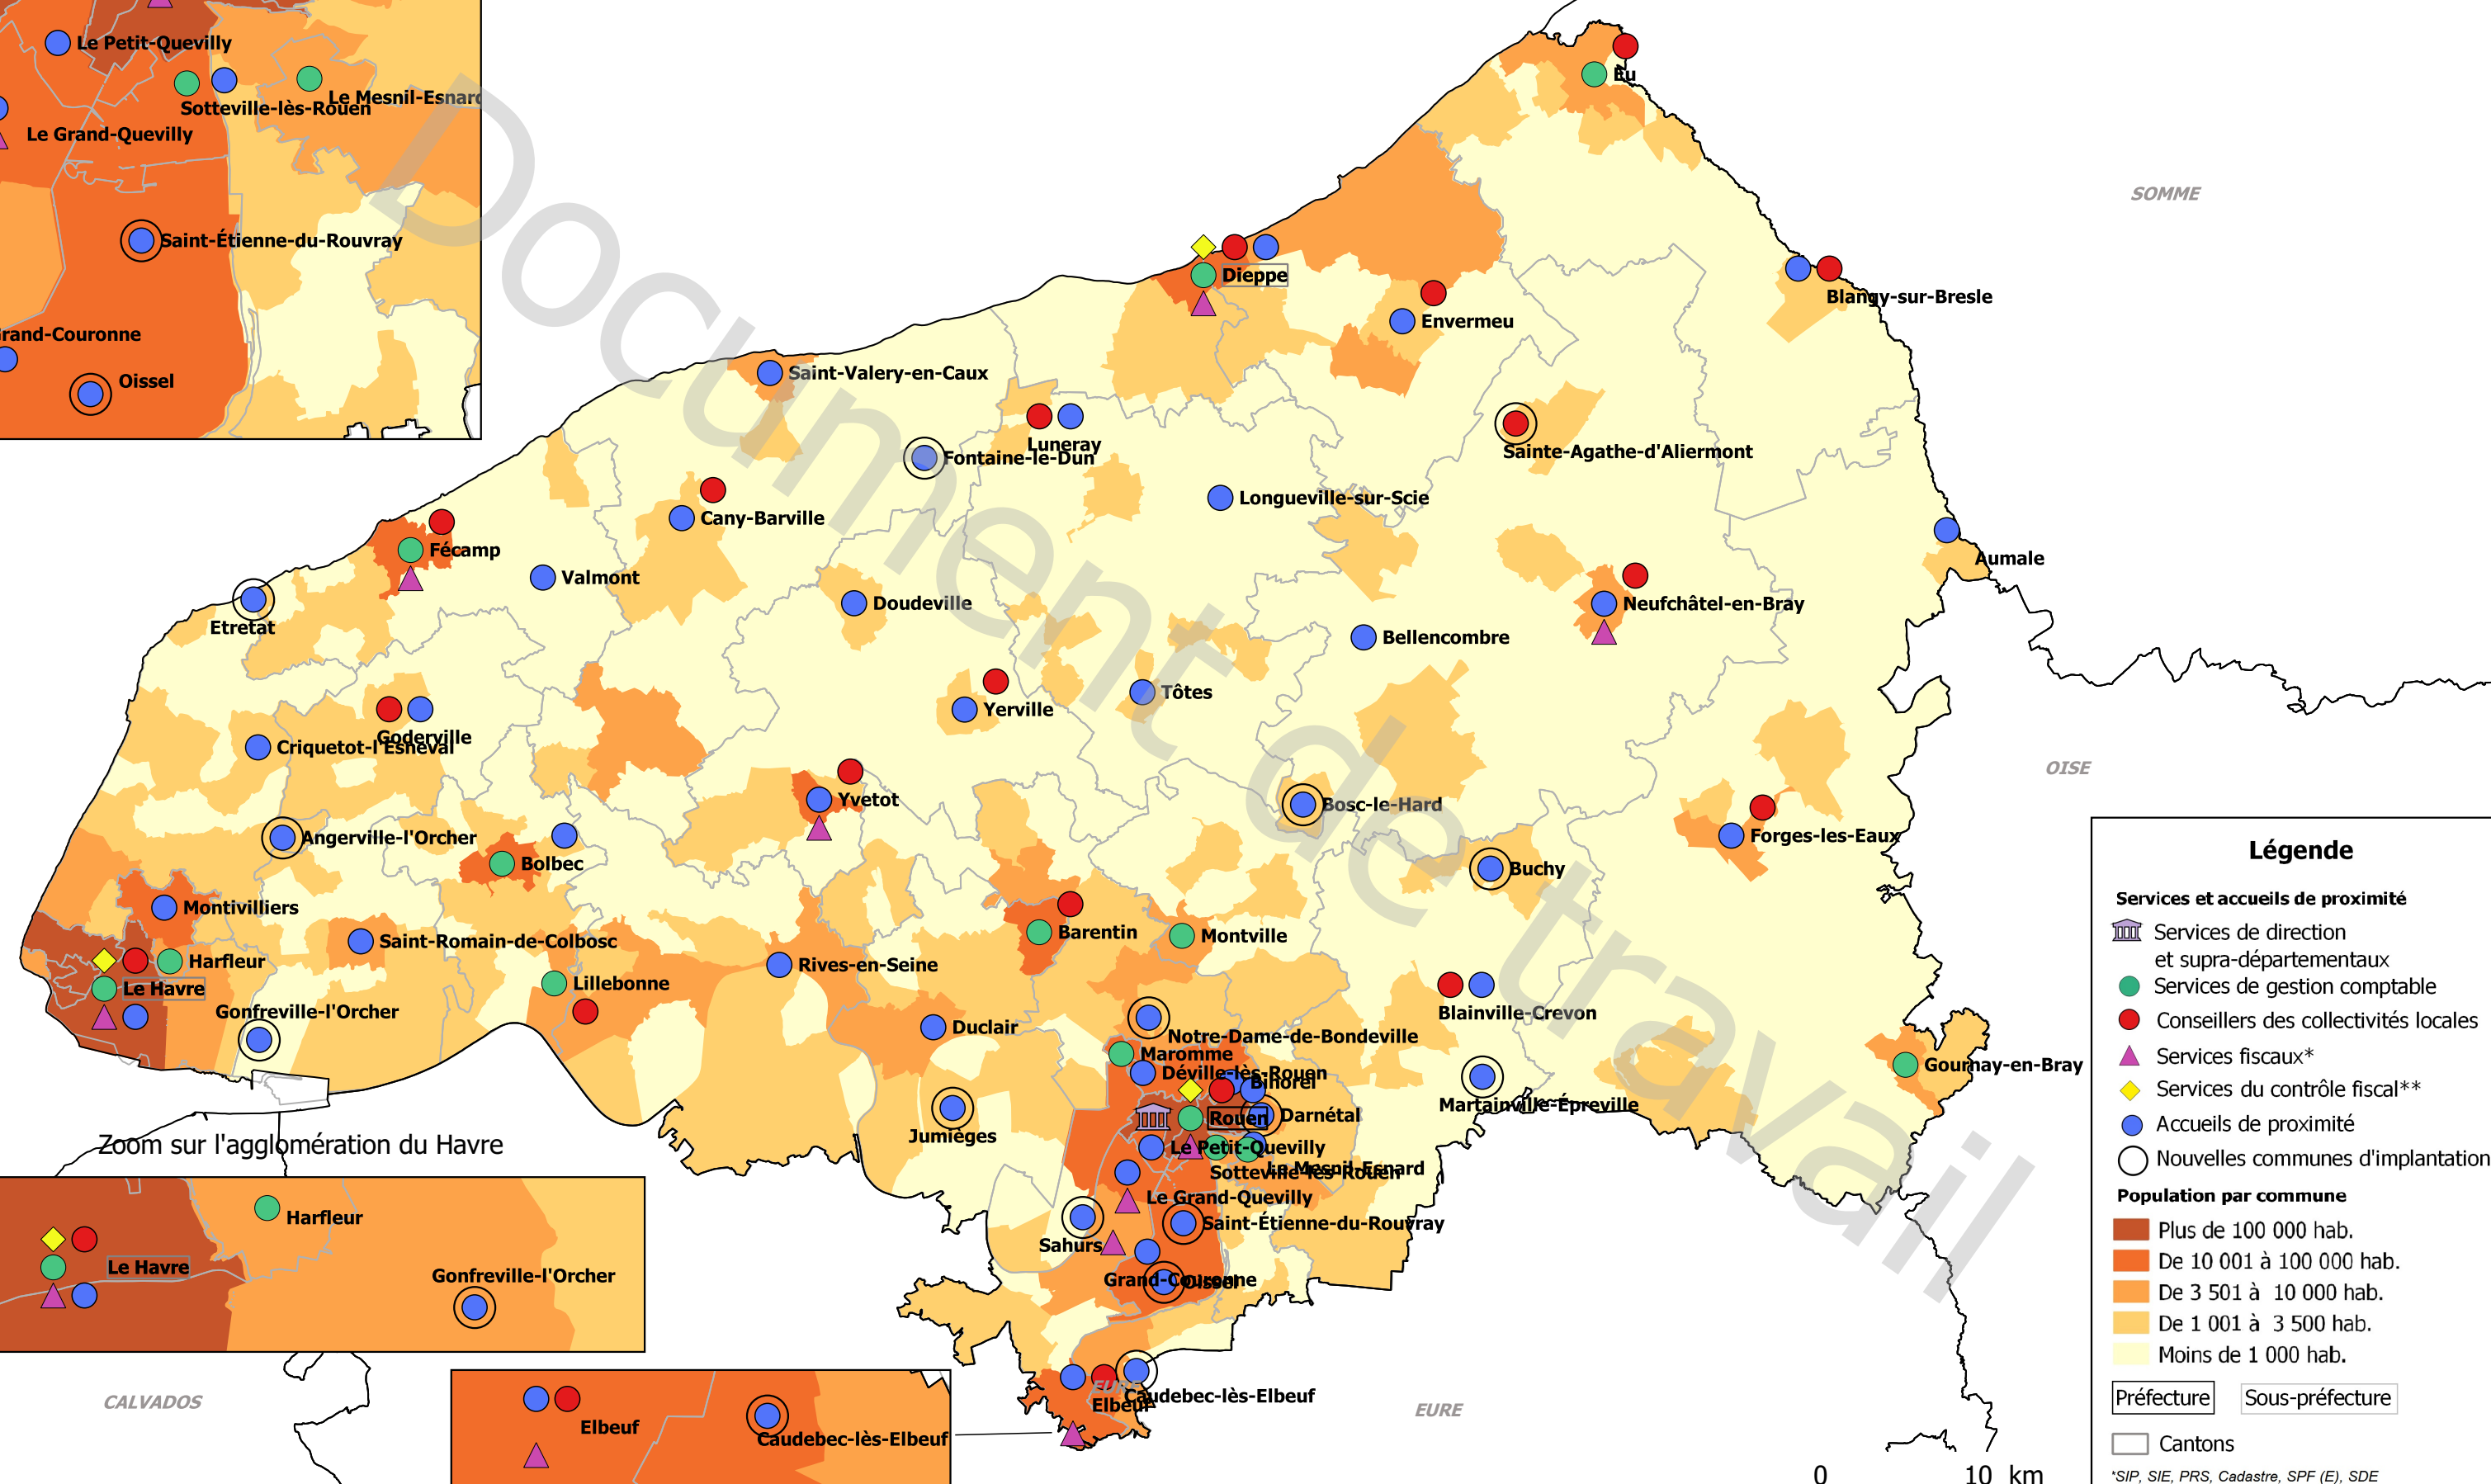 Le Petit-Quevilly
Sotteville-lès-Rouen
Le Mesnil-Esnard
Le Grand-Quevilly
Saint-Étienne-du-Rouvray
Grand-Couronne
Oissel
Document de travail
Eu
SOMME
Dieppe
Envermeu
Blangy-sur-Bresle
Saint-Valery-en-Caux
Luneray
Fontaine-le-Dun
Sainte-Agathe-d'Aliermont
Longueville-sur-Scie
Cany-Barville
Fécamp
Aumale
Valmont
Doudeville
Neufchâtel-en-Bray
Etretat
Bellencombre
Tôtes
Yerville
Goderville
Criquetot-l'Esneval
OISE
Yvetot
Bosc-le-Hard
Angerville-l'Orcher
Forges-les-Eaux
Bolbec
Buchy
Montivilliers
Barentin
Montville
Saint-Romain-de-Colbosc
Harfleur
Rives-en-Seine
Lillebonne
Le Havre
Gonfreville-l'Orcher
Blainville-Crevon
Duclair
Notre-Dame-de-Bondeville
Maromme
Gournay-en-Bray
Déville-lès-Rouen
Bihorel
Martainville-Épreville
Rouen
Darnétal
Jumièges
Le Petit-Quevilly
Le Mesnil-Esnard
Sotteville-lès-Rouen
Le Grand-Quevilly
Saint-Étienne-du-Rouvray
Sahurs
Grand-Couronne
Oissel
Zoom sur l'agglomération du Havre
Harfleur
Le Havre
Gonfreville-l'Orcher
CALVADOS
EURE
Caudebec-lès-Elbeuf
Elbeuf
EURE
Elbeuf
Caudebec-lès-Elbeuf
0 10 km
Légende
Services et accueils de proximité
Services de direction
et supra-départementaux
Services de gestion comptable
Conseillers des collectivités locales
Services fiscaux*
Services du contrôle fiscal**
Accueils de proximité
Nouvelles communes d'implantation
Population par commune
Plus de 100 000 hab.
De 10 001 à 100 000 hab.
De 3 501 à 10 000 hab.
De 1 001 à 3 500 hab.
Moins de 1 000 hab.
Préfecture
Sous-préfecture
Cantons
*SIP, SIE, PRS, Cadastre, SPF (E), SDE